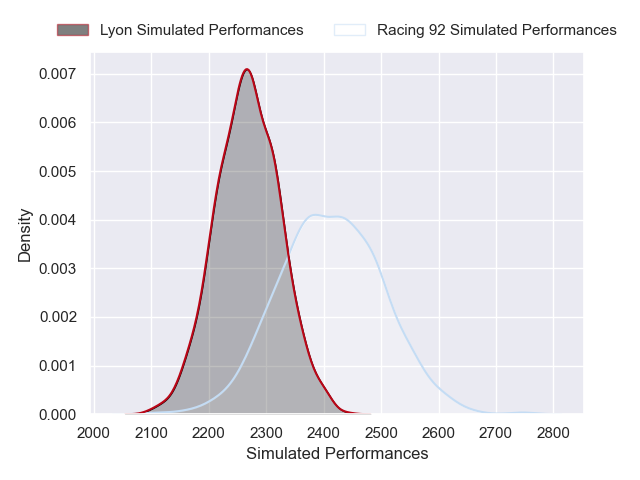 Lyon Simulated Performances Racing 92 Simulated Performances
0.007
0.006
0.005
0.004
0.003
0.002
0.001
0.000
Density
2000 2100 2200 2300 2400 2500 2600 2700 2800
Simulated Performances